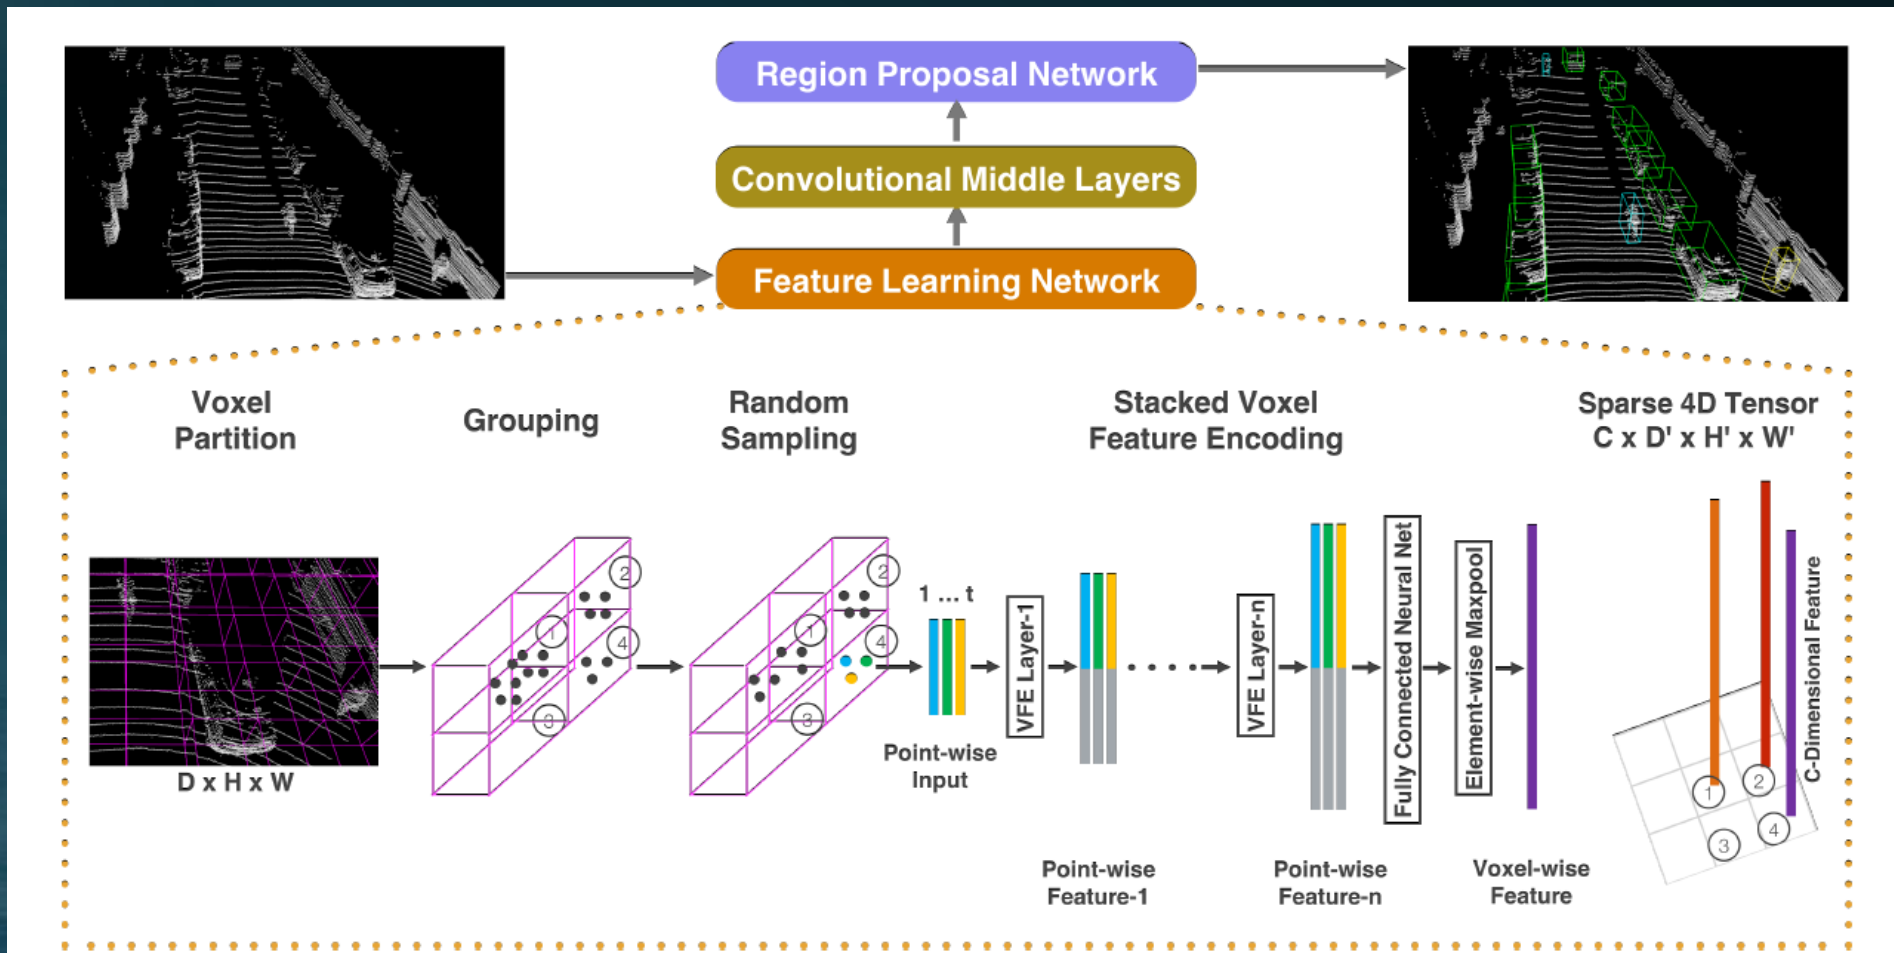 Region Proposal Network
Convolutional Middle Layers
Feature Learning Network
Voxel
Partition
Grouping
Random
Sampling
Stacked Voxel
Feature Encoding
Sparse 4D Tensor
C x D' x H' x W'
D x H x W
1
2
3
4
1
2
3
4
1 ... t
Point-wise
Input
VFE Layer-1
Point-wise
Feature-1
VFE Layer-n
Point-wise
Feature-n
Fully Connected Neural Net
Element-wise Maxpool
Voxel-wise
Feature
C-Dimensional Feature
1
2
3
4